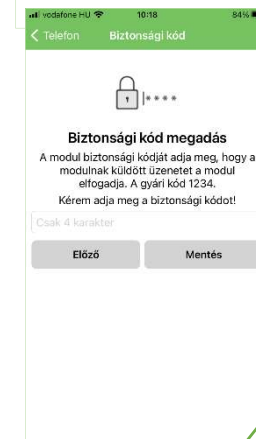 vodafone HU 10:18 84%
Telefon Biztonsági kód
****
Biztonsági kód megadás
A modul biztonsági kódját adja meg, hogy a
modulnak küldött üzenetet a modul
elfogadja. A gyári kód 1234.
Kérem adja meg a biztonsági kódot!
Csak 4 karakter
Előző Mentés